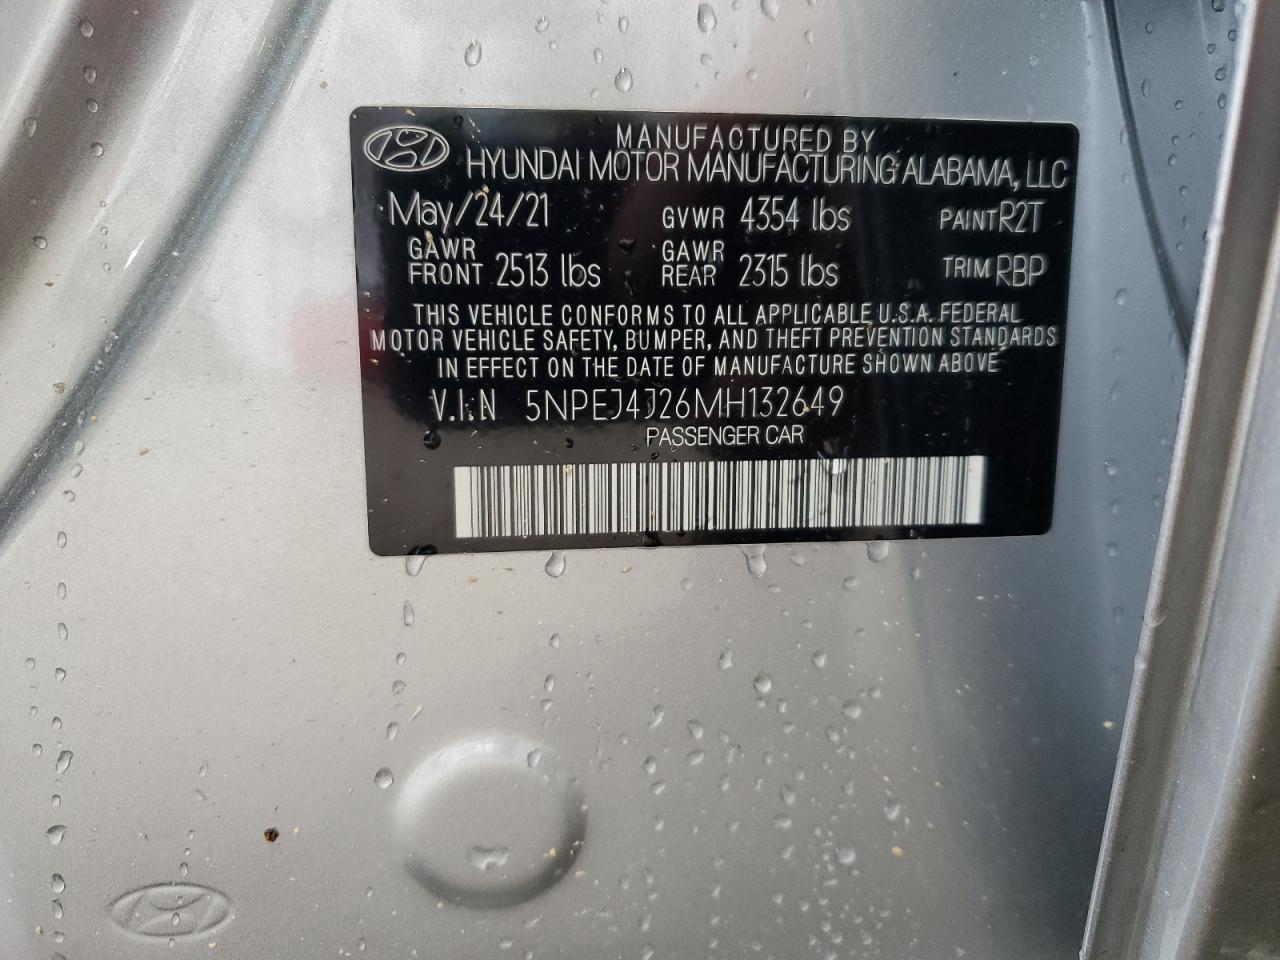 MANUFACTURED BY
HYUNDAI MOTOR MANUFACTURING ALABAMA, LLC
May/24/21 GVWR 4354 lbs PAINT R2T
GAWR FRONT 2513 lbs GAWR REAR 2315 lbs TRIM RBP
THIS VEHICLE CONFORMS TO ALL APPLICABLE U.S.A. FEDERAL
MOTOR VEHICLE SAFETY, BUMPER, AND THEFT PREVENTION STANDARDS
IN EFFECT ON THE DATE OF MANUFACTURE SHOWN ABOVE
V.I.N 5NPEJ4J26MH132649
PASSENGER CAR